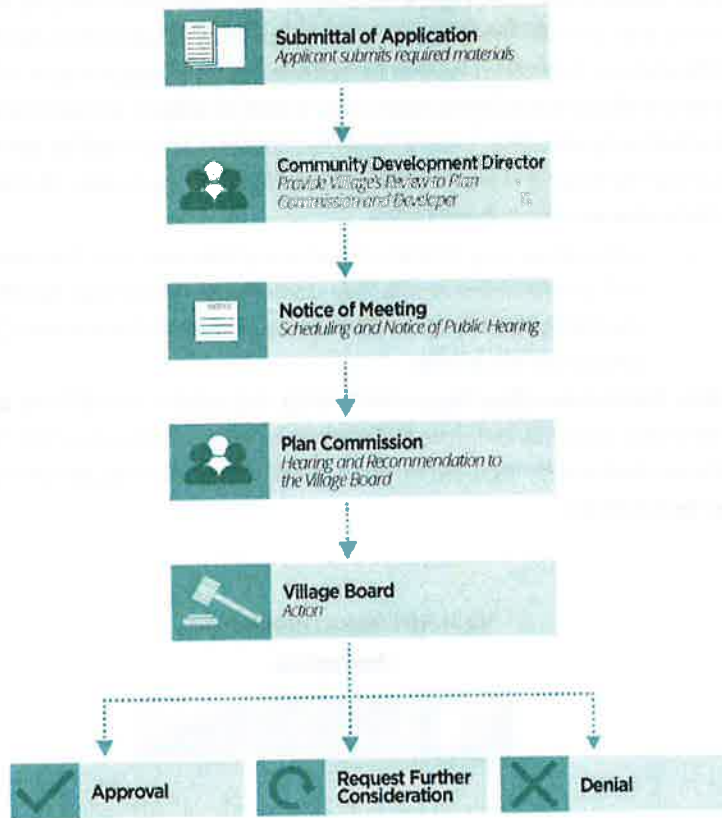 Submittal of Application
Applicant submits required materials
Community Development Director
Provide Village's Review to Plan
Commission and Developer
Notice of Meeting
Scheduling and Notice of Public Hearing
Plan Commission
Hearing and Recommendation to
the Village Board
Village Board
Action
Approval
Request Further
Consideration
Denial